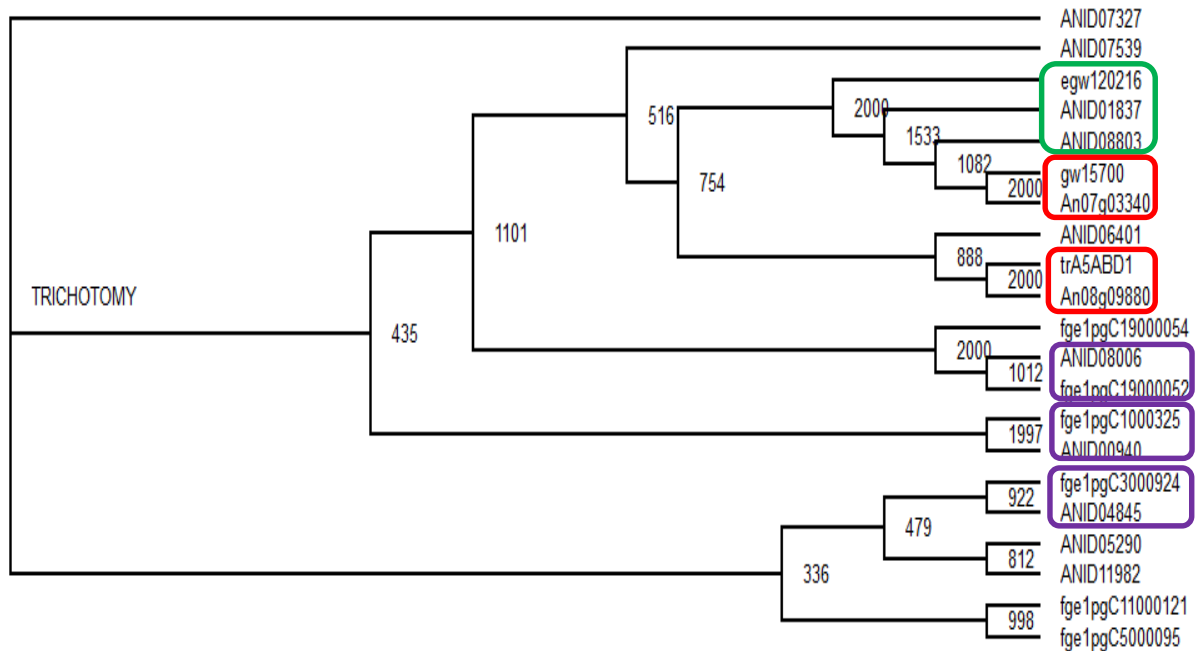 ANID07327
ANID07539
egw120216
2000
ANID01837
516
1533
ANID08803
1082
gw15700
754
2000
An07g03340
1101
ANID06401
888
trA5ABD1
2000
An08g09880
TRICHOTOMY
fge1pgC19000054
435
2000
ANID08006
1012
fge1pgC19000052
fge1pgC1000325
1997
ANID00940
fge1pgC3000924
922
ANID04845
479
ANID05290
812
336
ANID11982
fge1pgC11000121
998
fge1pgC5000095